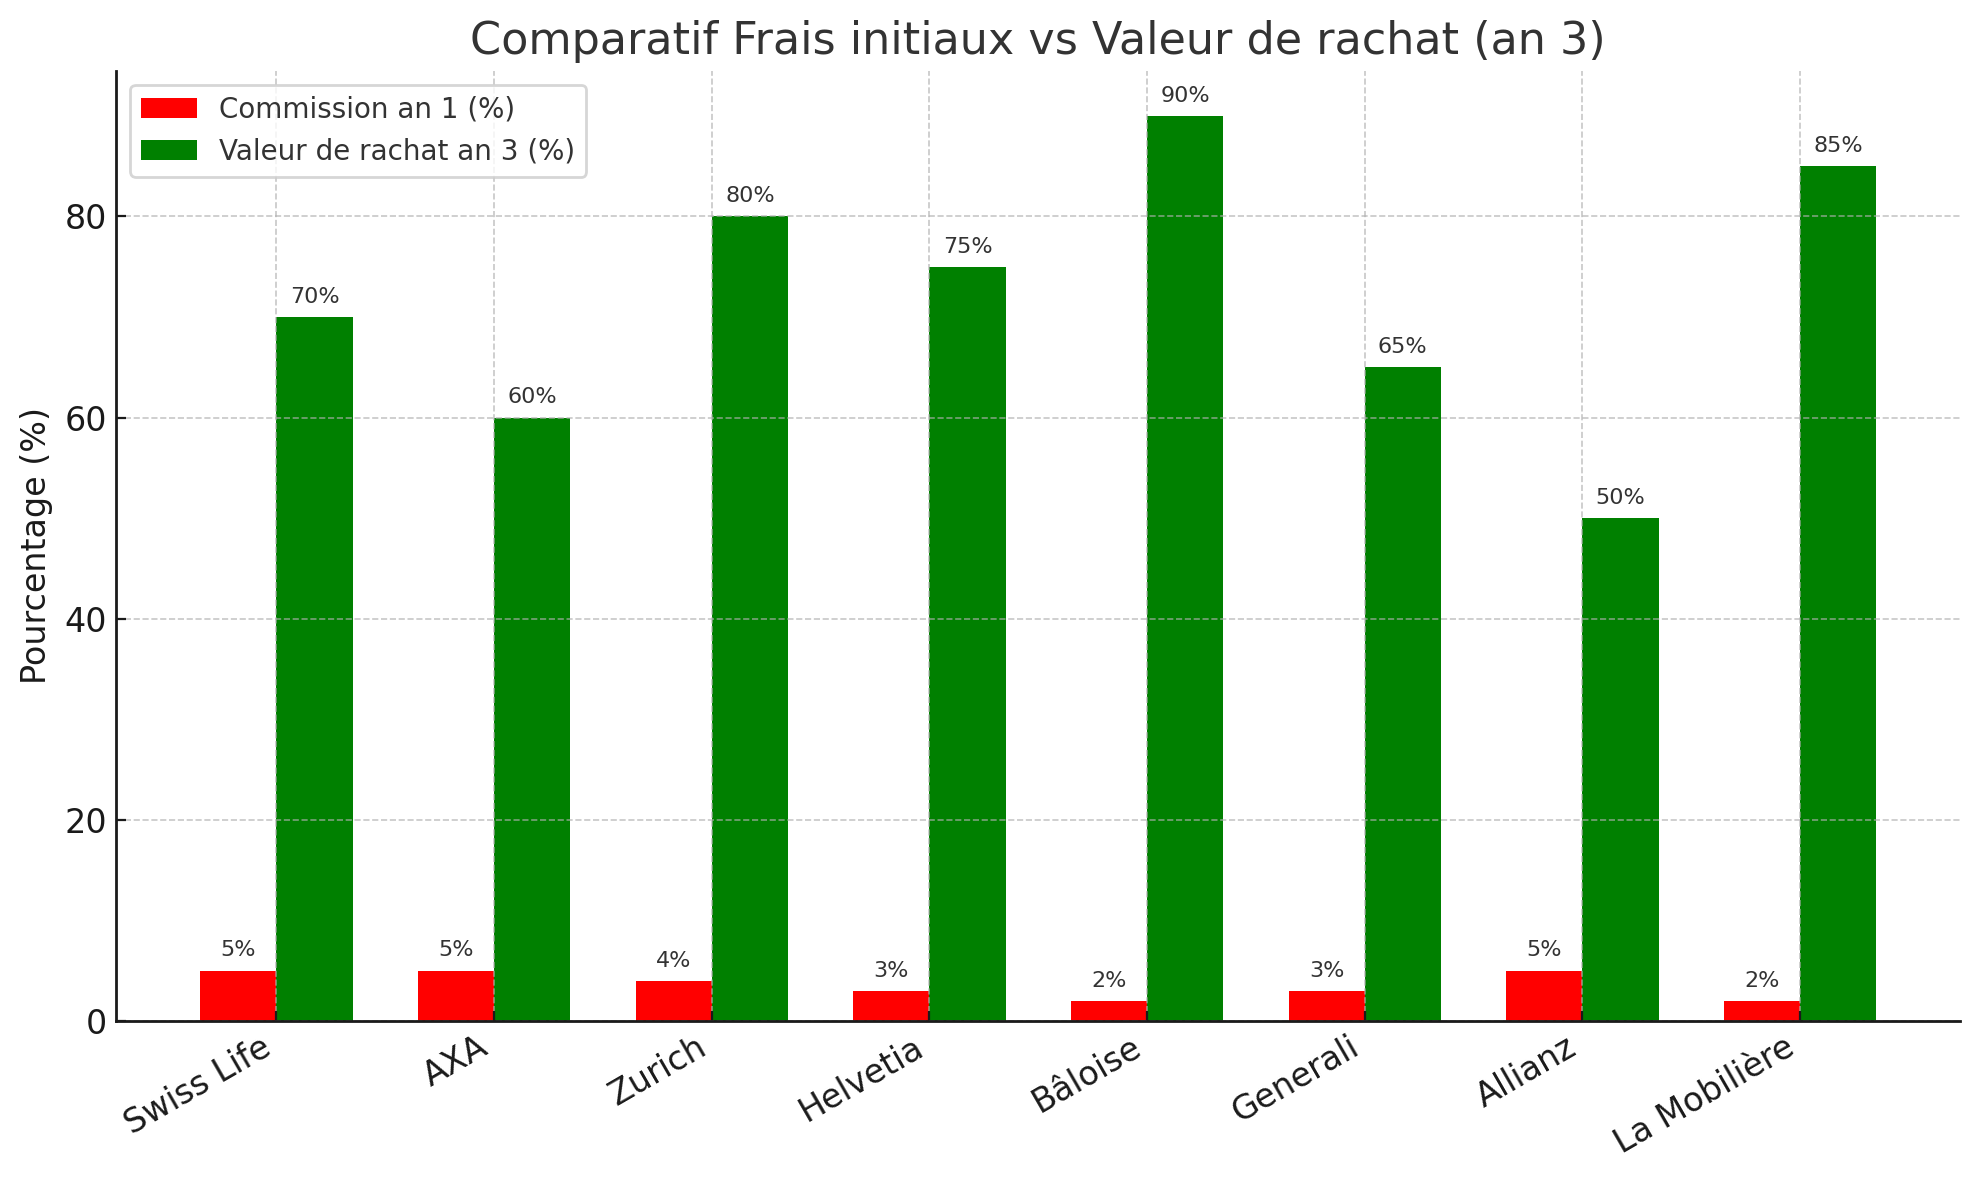 Comparatif Frais initiaux vs Valeur de rachat (an 3)
Commission an 1 (%)
Valeur de rachat an 3 (%)
Pourcentage (%)
80
60
40
20
0
5%
70%
5%
60%
4%
80%
3%
75%
2%
90%
3%
65%
5%
50%
2%
85%
Swiss Life
AXA
Zurich
Helvetia
Bâloise
Generali
Allianz
La Mobilière